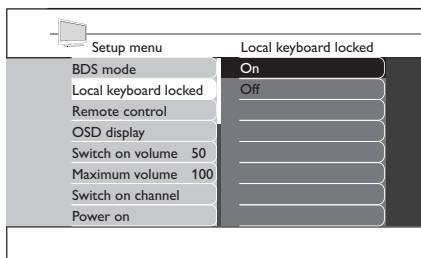 Setup menu
Local keyboard locked
BDS mode
On
Local keyboard locked
Off
Remote control
OSD display
Switch on volume 50
Maximum volume 100
Switch on channel
Power on